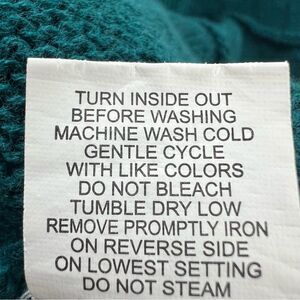 TURN INSIDE OUT
BEFORE WASHING
MACHINE WASH COLD
GENTLE CYCLE
WITH LIKE COLORS
DO NOT BLEACH
TUMBLE DRY LOW
REMOVE PROMPTLY IRON
ON REVERSE SIDE
ON LOWEST SETTING
DO NOT STEAM